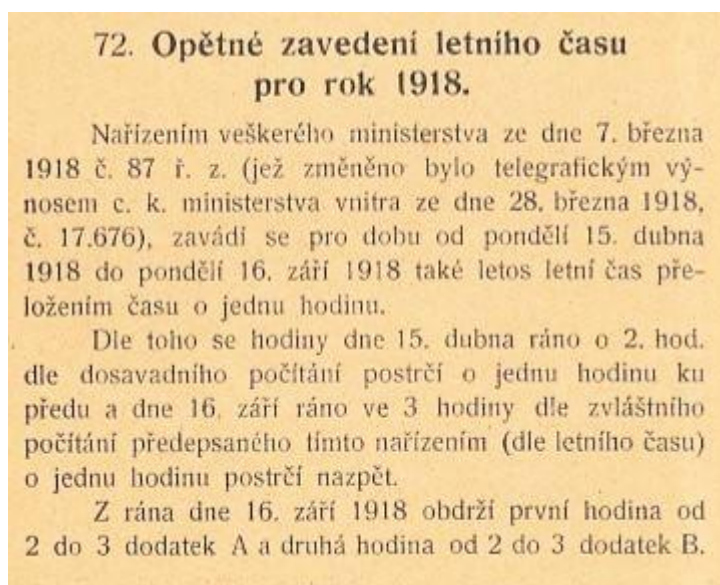 72. Opětné zavedení letního času
pro rok 1918.
Nařízením veškerého ministerstva ze dne 7. března
1918 č. 87 ř. z. (jež změněno bylo telegrafickým vý-
nosem c. k. ministerstva vnitra ze dne 28. března 1918,
č. 17.676), zavádí se pro dobu od pondělí 15. dubna
1918 do pondělí 16. září 1918 také letos letní čas pře-
ložením času o jednu hodinu.
Dle toho se hodiny dne 15. dubna ráno o 2. hod.
dle dosavadního počítání postrčí o jednu hodinu ku
předu a dne 16. září ráno ve 3 hodiny dle zvláštního
počítání předepsaného tímto nařízením (dle letního času)
o jednu hodinu postrčí nazpět.
Z rána dne 16. září 1918 obdrží první hodina od
2 do 3 dodatek A a druhá hodina od 2 do 3 dodatek B.